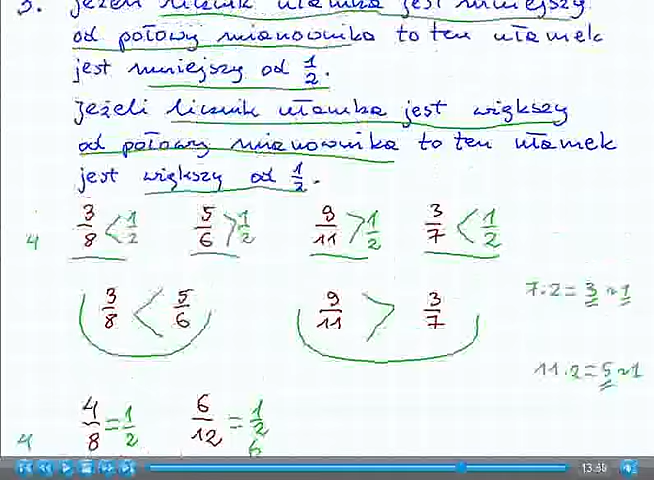 3. jeżeli licznik ułamka jest mniejszy
od połowy mianownika to ten ułamek
jest mniejszy od 1/2.
Jeżeli licznik ułamka jest większy
od połowy mianownika to ten ułamek
jest większy od 1/2.
4 3/8 < 1/2 5/6 > 1/2 9/11 > 1/2 3/7 < 1/2
3/8 < 5/6 9/11 > 3/7
7:2=3 r 1
11:2=5 r 1
4 4/8 = 1/2 6/12 = 1/2
6
13:30